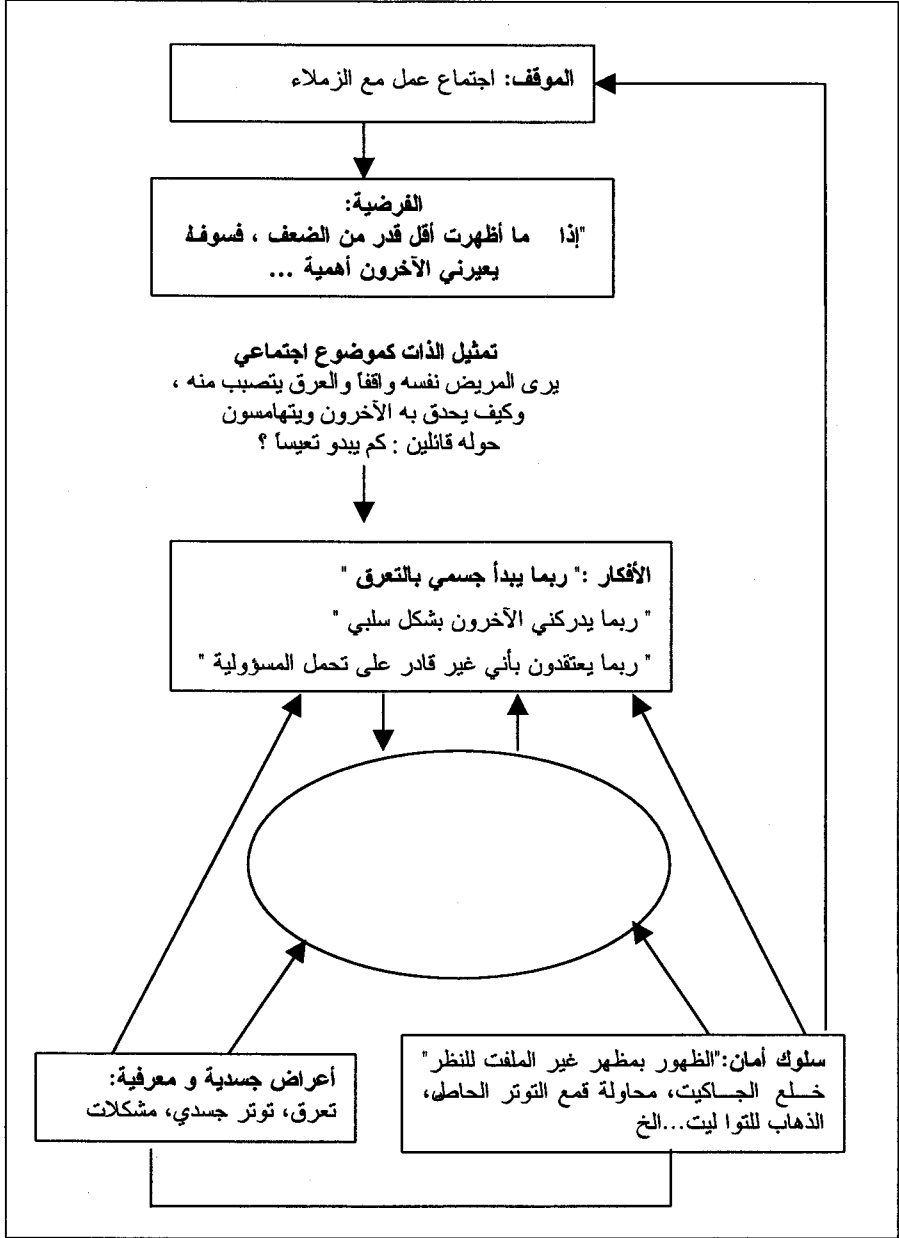 الموقف: اجتماع عمل مع الزملاء
الفرضية:
"إذا ما أظهرت أقل قدر من الضعف ، فسوف
يعيرني الآخرون أهمية ...
تمثيل الذات كموضوع اجتماعي
يرى المريض نفسه واقفاً والعرق يتصبب منه ،
وكيف يحدق به الآخرون ويتهامسون
حوله قائلين : كم يبدو تعيساً ؟
الأفكار :" ربما يبدأ جسمي بالتعرق "
" ربما يدركني الآخرون بشكل سلبي "
" ربما يعتقدون بأني غير قادر على تحمل المسؤولية "
سلوك أمان:"الظهور بمظهر غير الملفت للنظر"
خلع الجاكيت، محاولة قمع التوتر الحاصل،
الذهاب للتوا ليت...الخ
أعراض جسدية و معرفية:
تعرق، توتر جسدي، مشكلات